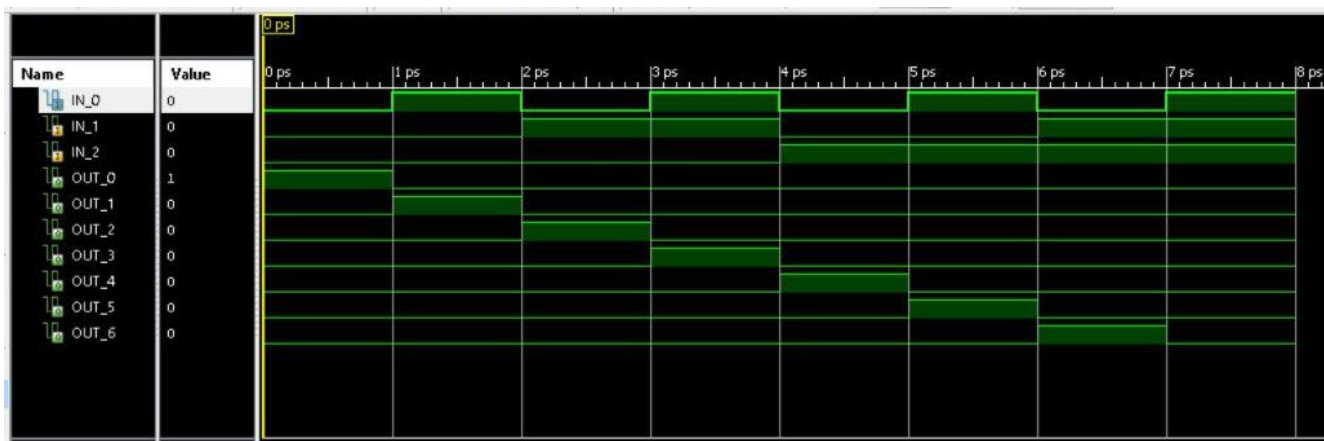 0 ps
Name Value 0 ps 1 ps 2 ps 3 ps 4 ps 5 ps 6 ps 7 ps 8 ps
IN_0 0
IN_1 0
IN_2 0
OUT_0 1
OUT_1 0
OUT_2 0
OUT_3 0
OUT_4 0
OUT_5 0
OUT_6 0